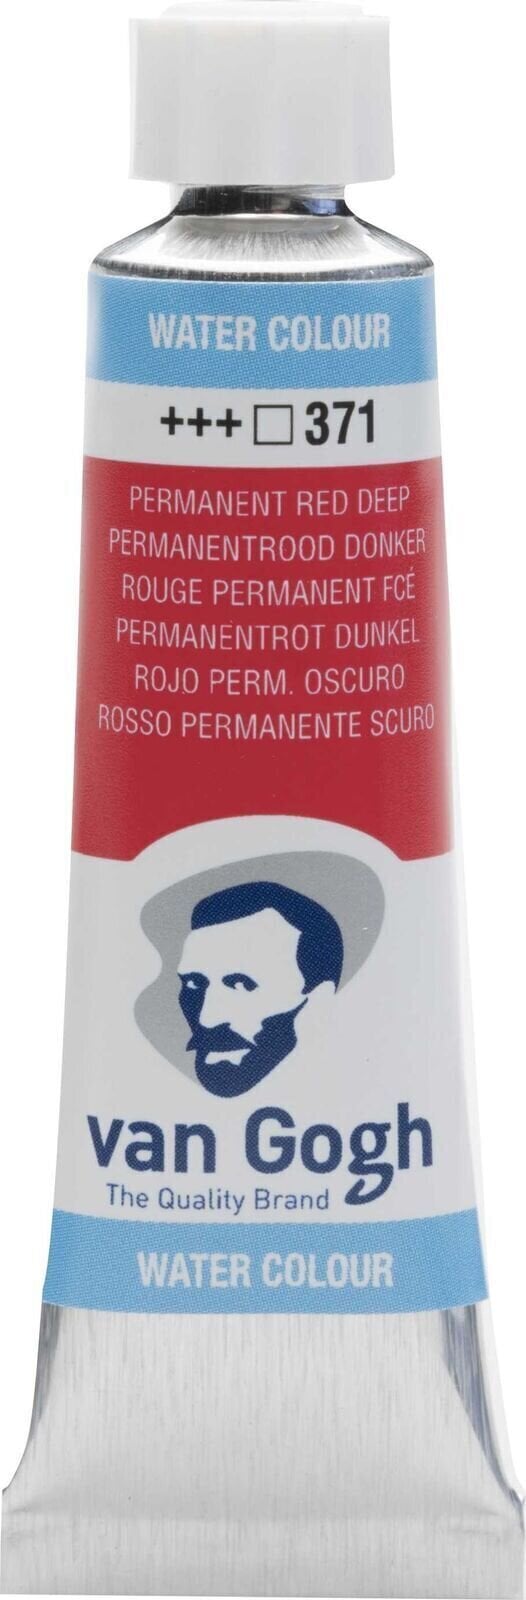 WATER COLOUR
+++□371
PERMANENT RED DEEP
PERMANENTROOD DONKER
ROUGE PERMANENT FCÉ
PERMANENTROT DUNKEL
ROJO PERM. OSCURO
ROSSO PERMANENTE SCURO
van Gogh
The Quality Brand
WATER COLOUR